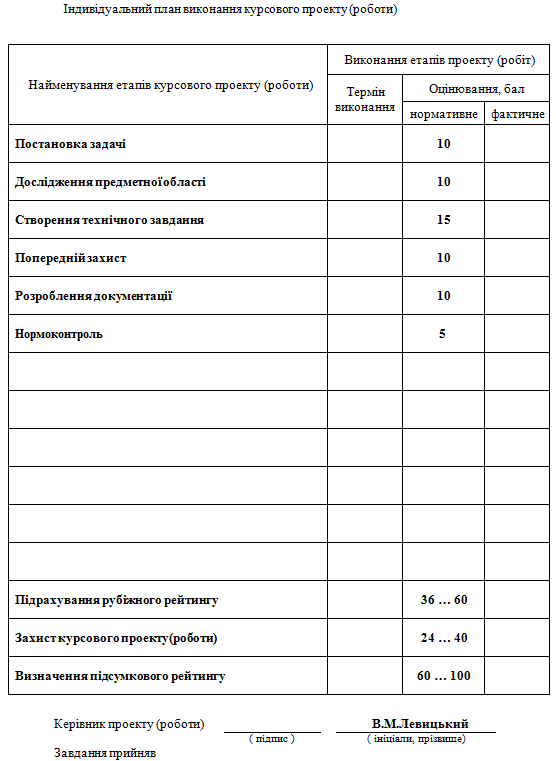 Індивідуальний план виконання курсового проекту (роботи)
Найменування етапів курсового проекту (роботи)
Виконання етапів проекту (робіт)
Термін виконання
Оцінювання, бал
нормативне фактичне
Постановка задачі 10
Дослідження предметної області 10
Створення технічного завдання 15
Попередній захист 10
Розроблення документації 10
Нормоконтроль 5
Підрахування рубіжного рейтингу 36 … 60
Захист курсового проекту(роботи) 24 … 40
Визначення підсумкового рейтингу 60 … 100
Керівник проекту (роботи) В.М.Левицький
( підпис ) ( ініціали, прізвище)
Завдання прийняв